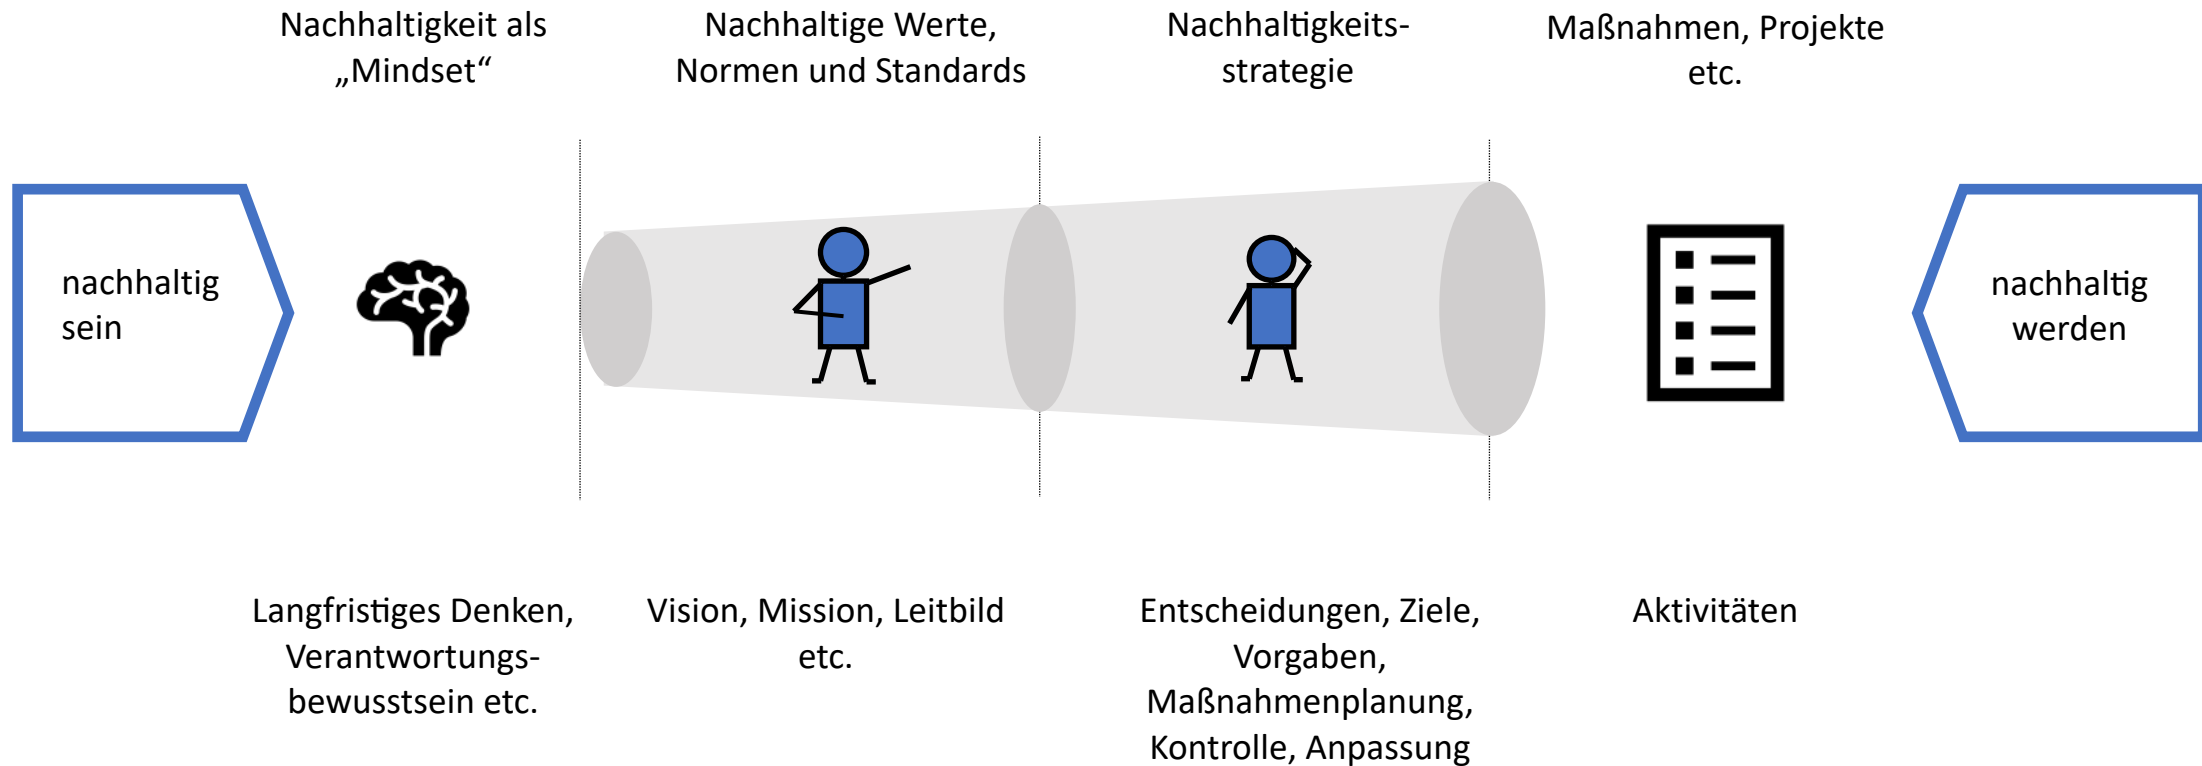 Nachhaltigkeit als
„Mindset“
Nachhaltige Werte,
Normen und Standards
Nachhaltigkeits-
strategie
Maßnahmen, Projekte
etc.
nachhaltig
sein
nachhaltig
werden
Langfristiges Denken,
Verantwortungs-
bewusstsein etc.
Vision, Mission, Leitbild
etc.
Entscheidungen, Ziele,
Vorgaben,
Maßnahmenplanung,
Kontrolle, Anpassung
Aktivitäten